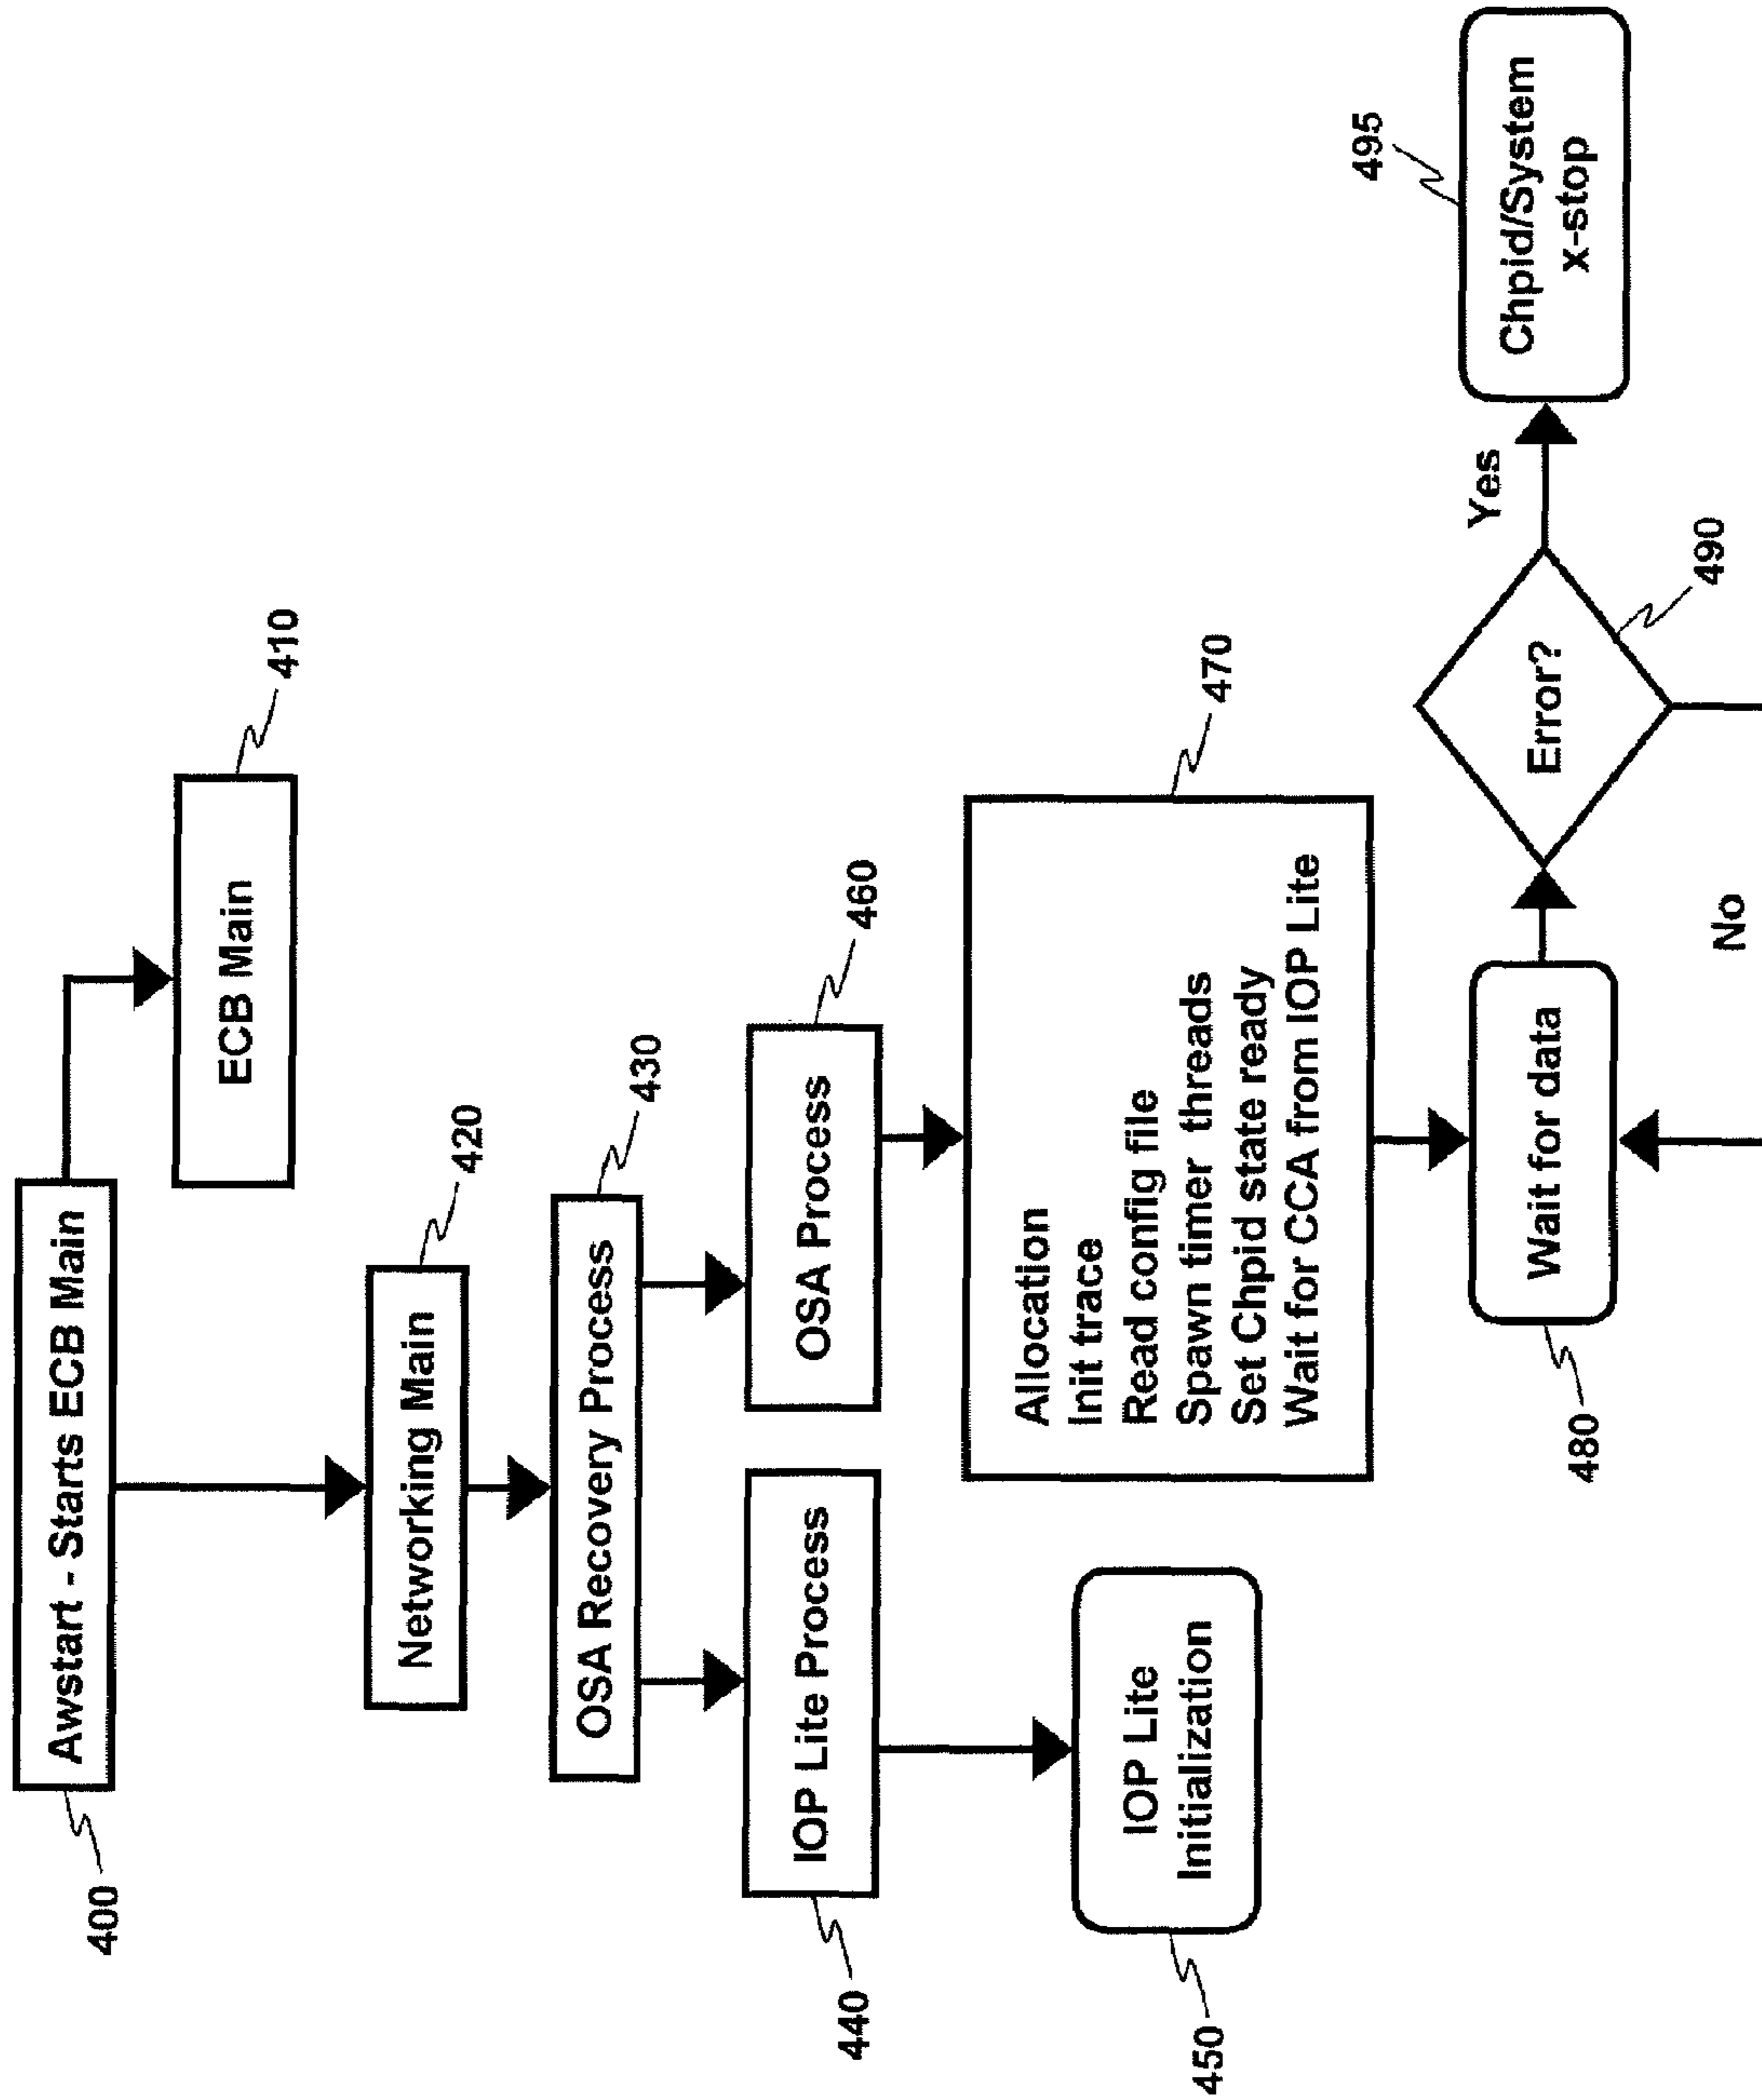 400
Awstart - Starts ECB Main
ECB Main
410
Networking Main
420
OSA Recovery Process
430
440
IOP Lite Process
OSA Process
460
450
IOP Lite
Initialization
Allocation
Init trace
Read config file
Spawn timer threads
Set Chpid state ready
Wait for CCA from IOP Lite
470
480
Wait for data
Error?
490
Yes
No
Chpid/System
x-stop
495